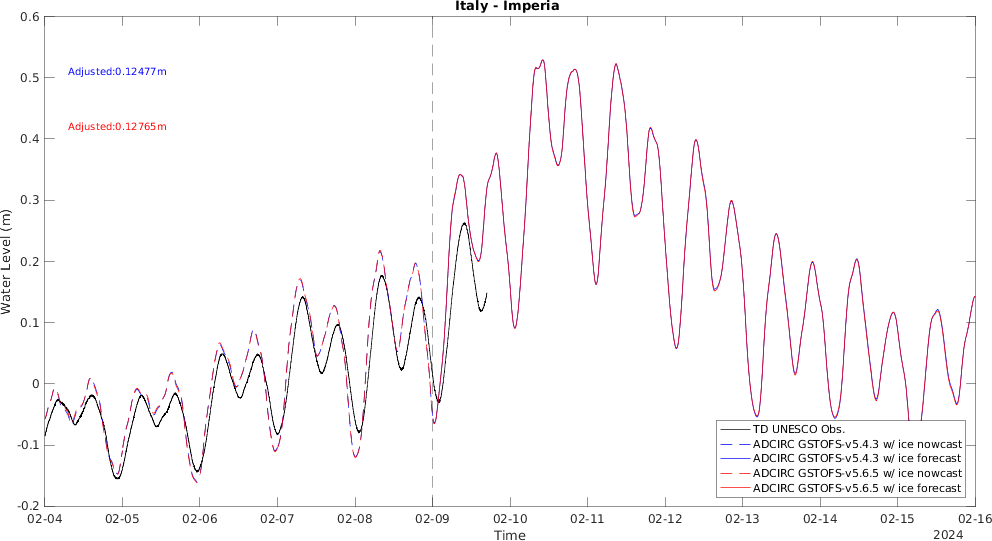 Italy - Imperia
0.6
0.5
0.4
0.3
0.2
0.1
0
-0.1
-0.2
Water Level (m)
Adjusted:0.12477m
Adjusted:0.12765m
TD UNESCO Obs.
ADCIRC GSTOFS-v5.4.3 w/ ice nowcast
ADCIRC GSTOFS-v5.4.3 w/ ice forecast
ADCIRC GSTOFS-v5.6.5 w/ ice nowcast
ADCIRC GSTOFS-v5.6.5 w/ ice forecast
02-04 02-05 02-06 02-07 02-08 02-09 02-10 02-11 02-12 02-13 02-14 02-15 02-16
Time
2024